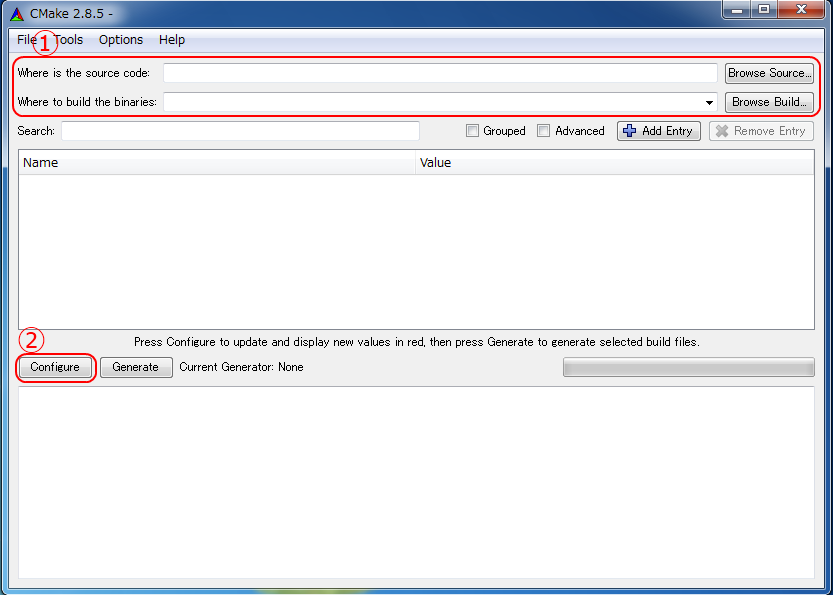 CMake 2.8.5 -
File Tools Options Help
①
Where is the source code: Browse Source...
Where to build the binaries: Browse Build...
Search: Grouped Advanced Add Entry Remove Entry
Name Value
Press Configure to update and display new values in red, then press Generate to generate selected build files.
②
Configure Generate Current Generator: None